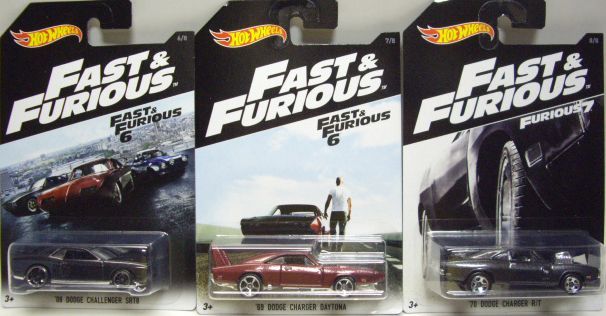 6/8
Hot Wheels
FAST &
FURIOUS
FAST &
FURIOUS
6
3+
'08 DODGE CHALLENGER SRT8
7/8
Hot Wheels
FAST &
FURIOUS
FAST &
FURIOUS
6
3+
'69 DODGE CHARGER DAYTONA
8/8
Hot Wheels
FAST &
FURIOUS
FURIOUS 7
3+
'70 DODGE CHARGER R/T